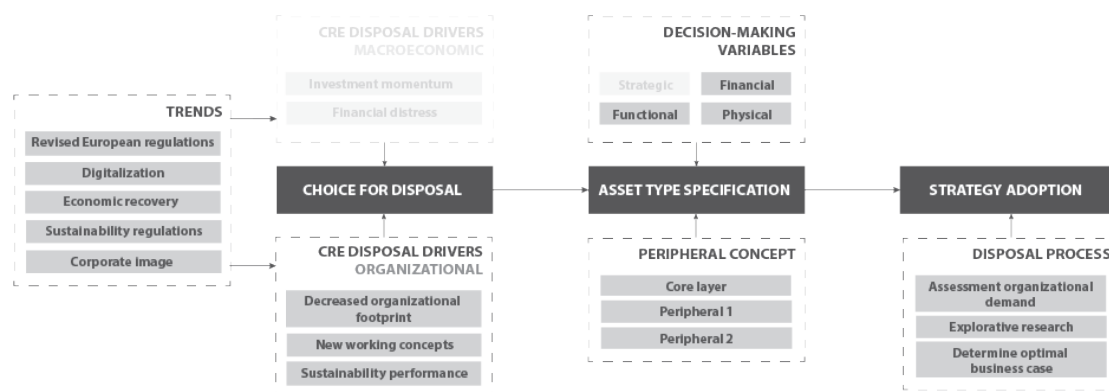 TRENDS
Revised European regulations
Digitalization
Economic recovery
Sustainability regulations
Corporate image
CRE DISPOSAL DRIVERS
MACROECONOMIC
Investment momentum
Financial distress
CHOICE FOR DISPOSAL
CRE DISPOSAL DRIVERS
ORGANIZATIONAL
Decreased organizational
footprint
New working concepts
Sustainability performance
DECISION-MAKING
VARIABLES
Strategic
Financial
Functional
Physical
ASSET TYPE SPECIFICATION
PERIPHERAL CONCEPT
Core layer
Peripheral 1
Peripheral 2
STRATEGY ADOPTION
DISPOSAL PROCESS
Assessment organizational
demand
Explorative research
Determine optimal
business case